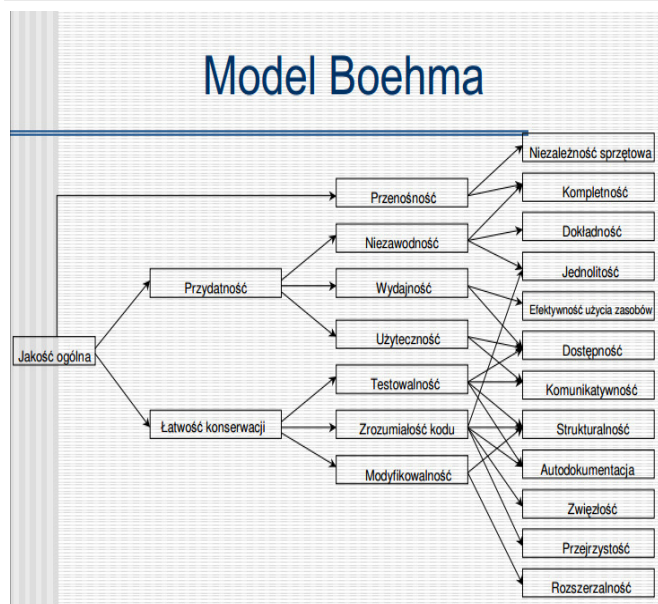 Model Boehma
Niezależność sprzętowa
Przenośność
Kompletność
Niezawodność
Dokładność
Przydatność
Wydajność
Jednolitość
Efektywność użycia zasobów
Jakość ogólna
Użyteczność
Dostępność
Testowalność
Komunikatywność
Łatwość konserwacji
Zrozumiałość kodu
Strukturalność
Modyfikowalność
Autodokumentacja
Zwięzłość
Przejrzystość
Rozszerzalność